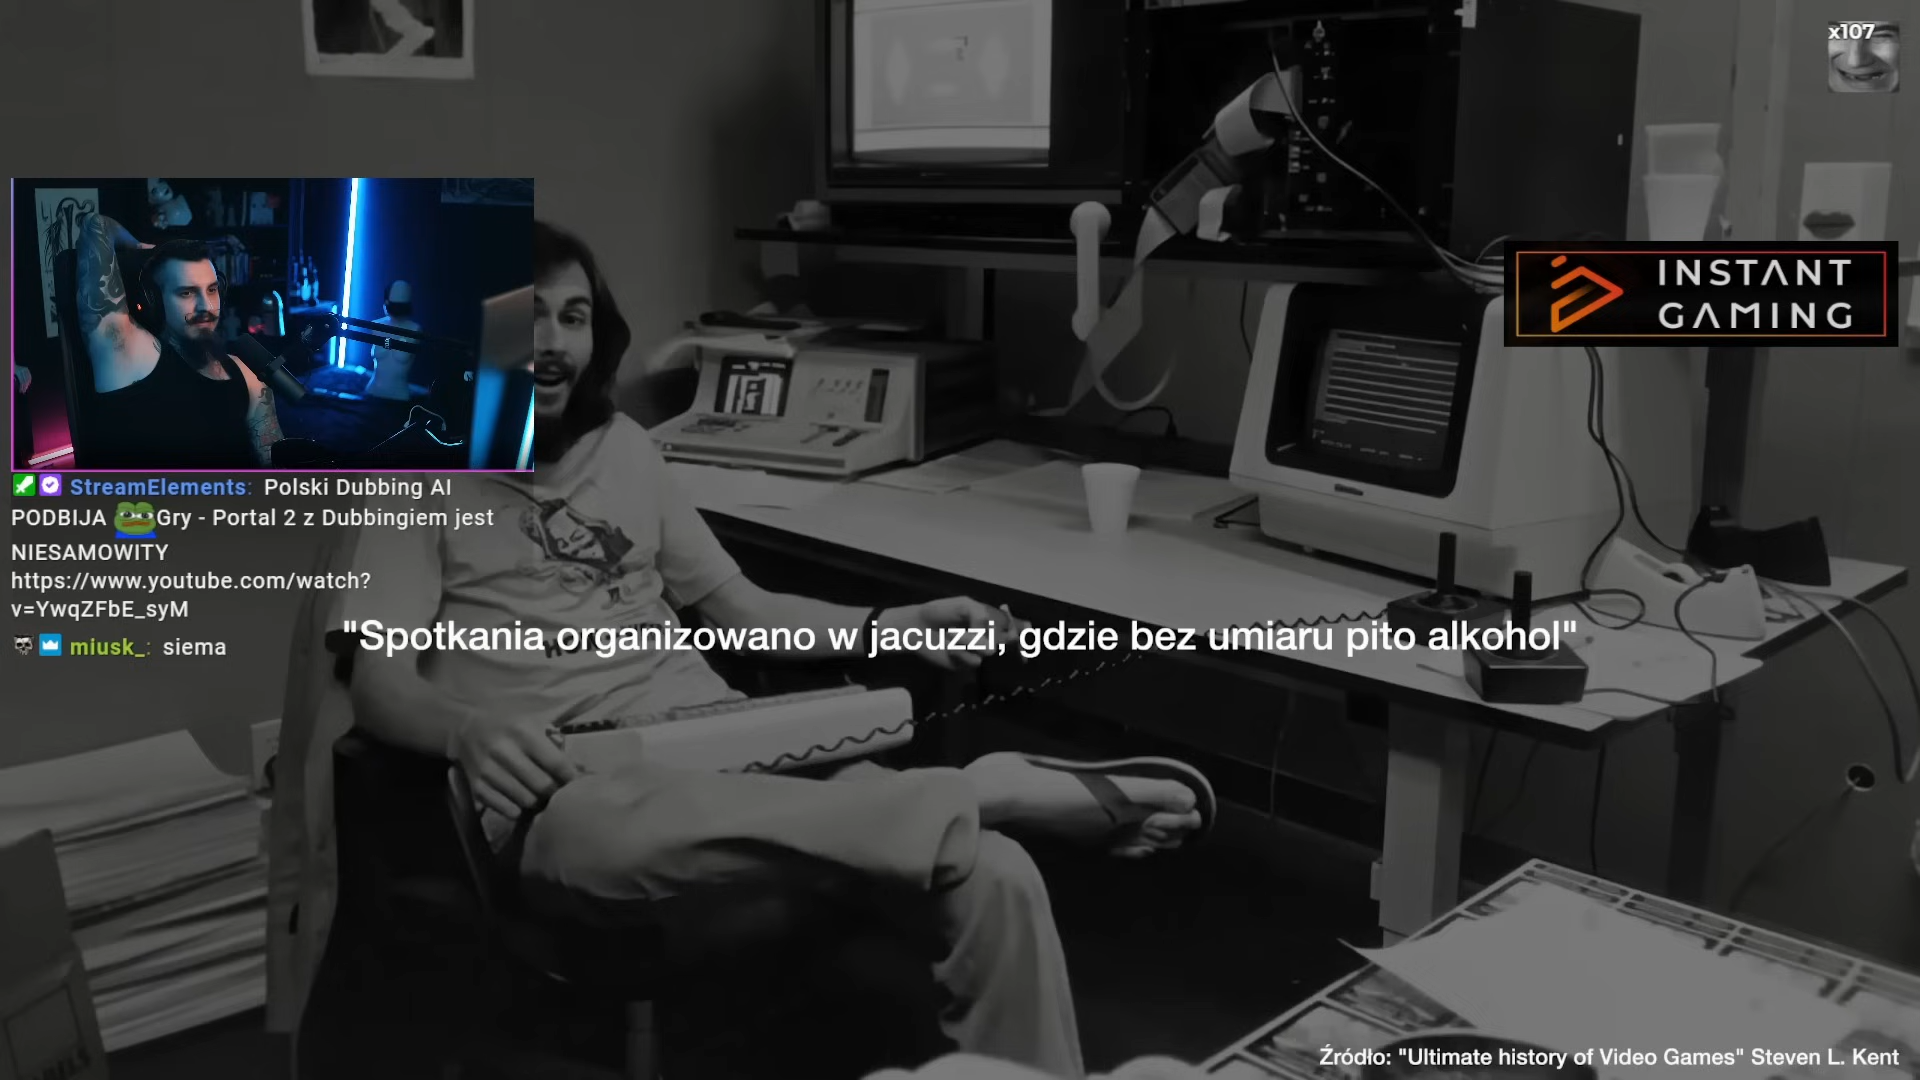 x107
INSTANT
GAMING
StreamElements: Polski Dubbing AI
PODBIJA Gry - Portal 2 z Dubbingiem jest
NIESAMOWITY
https://www.youtube.com/watch?
v=YwqZFbE_syM
miusk_: siema
"Spotkania organizowano w jacuzzi, gdzie bez umiaru pito alkohol"
Źródło: "Ultimate history of Video Games" Steven L. Kent